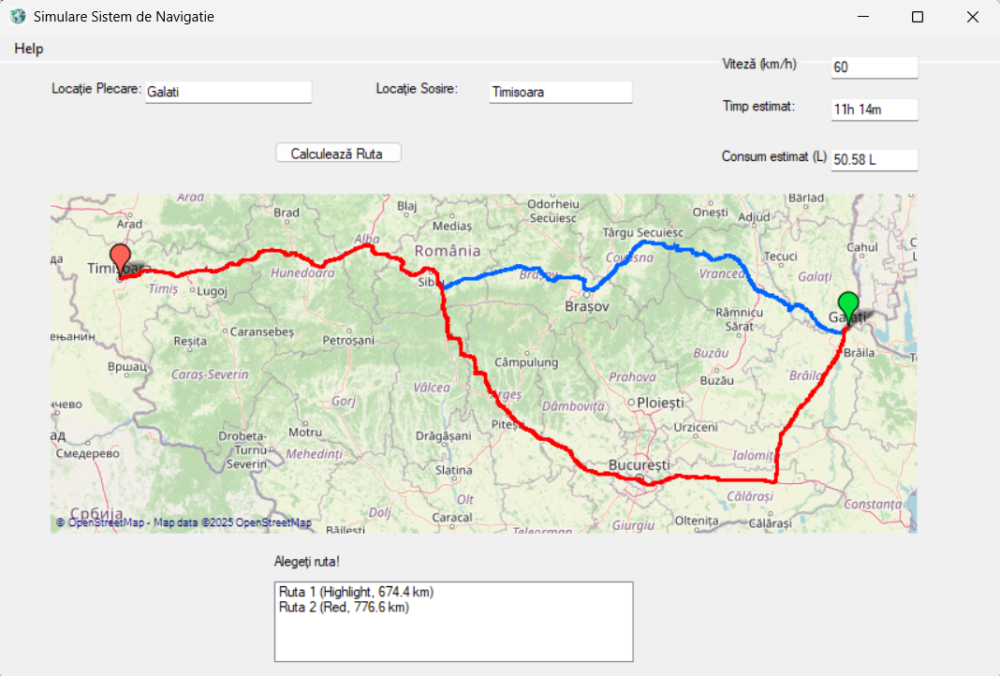 Simulare Sistem de Navigatie
Help
Locație Plecare: Galati
Locație Sosire: Timisoara
Viteză (km/h) 60
Timp estimat: 11h 14m
Consum estimat (L) 50.58 L
Calculează Ruta
Arad
Blaj
Odorheiu
Secuiesc
Onești
Adjud
Bârlad
Arad
Brad
Mediaș
Târgu Secuiesc
Alba
România
Covasna
Tecuci
Cahul
Timișoara
Hunedoara
Sibiu
Brașov
Vrancea
Galați
Timiș
Lugoj
Brașov
Râmnicu
Sărat
Galați
Caransebeș
Petroșani
Reșița
Câmpulung
Buzău
Brăila
Вршац
Caraș-Severin
Gorj
Vâlcea
Argeș
Prahova
Dâmbovița
Ploiești
Buzău
Brăila
Drobeta-
Turnu
Severin
Motru
Mehedinți
Drăgășani
Pitești
Urziceni
Смедерево
Slatina
București
Ialomița
Călărași
Olt
Constanța
Србија
Dolj
Caracal
Giurgiu
Oltenița
Călărași
Băilești
Teleorman
© OpenStreetMap - Map data ©2025 OpenStreetMap
Alegeți ruta!
Ruta 1 (Highlight, 674.4 km)
Ruta 2 (Red, 776.6 km)